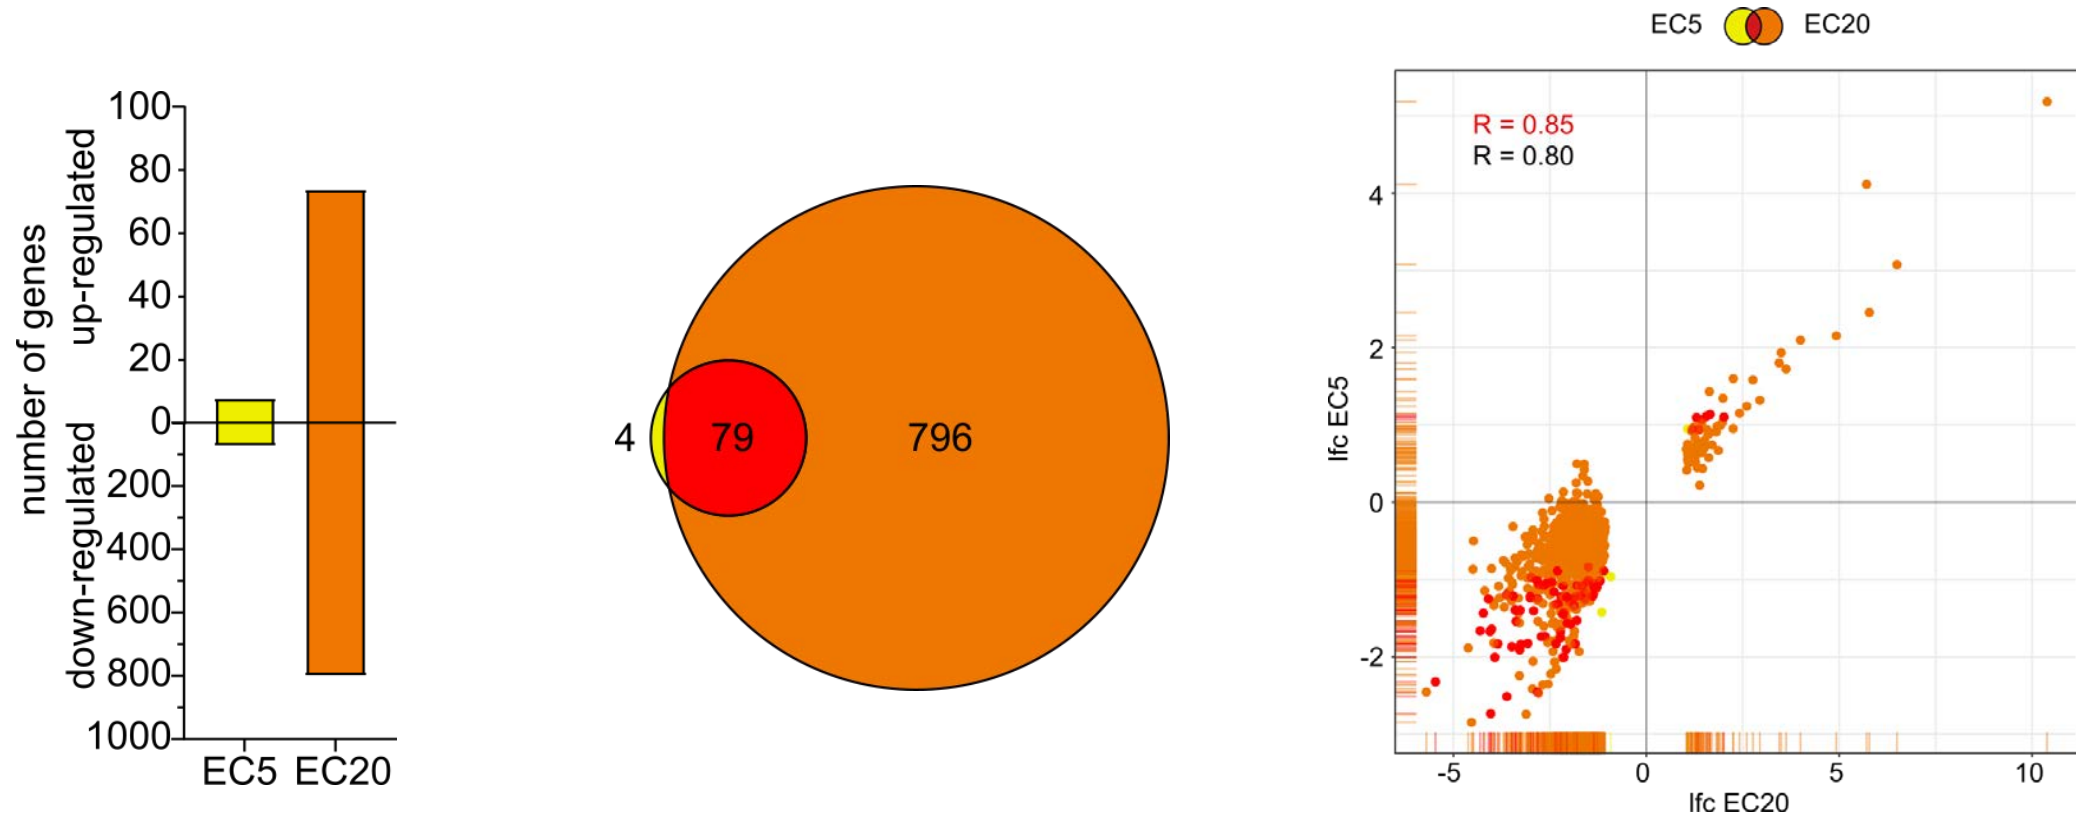 number of genes
up-regulated
down-regulated
100
80
60
40
20
0
200
400
600
800
1000
EC5 EC20
4
79
796
EC5 EC20
R = 0.85
R = 0.80
lfc EC5
4
2
0
-2
-5 0 5 10
lfc EC20